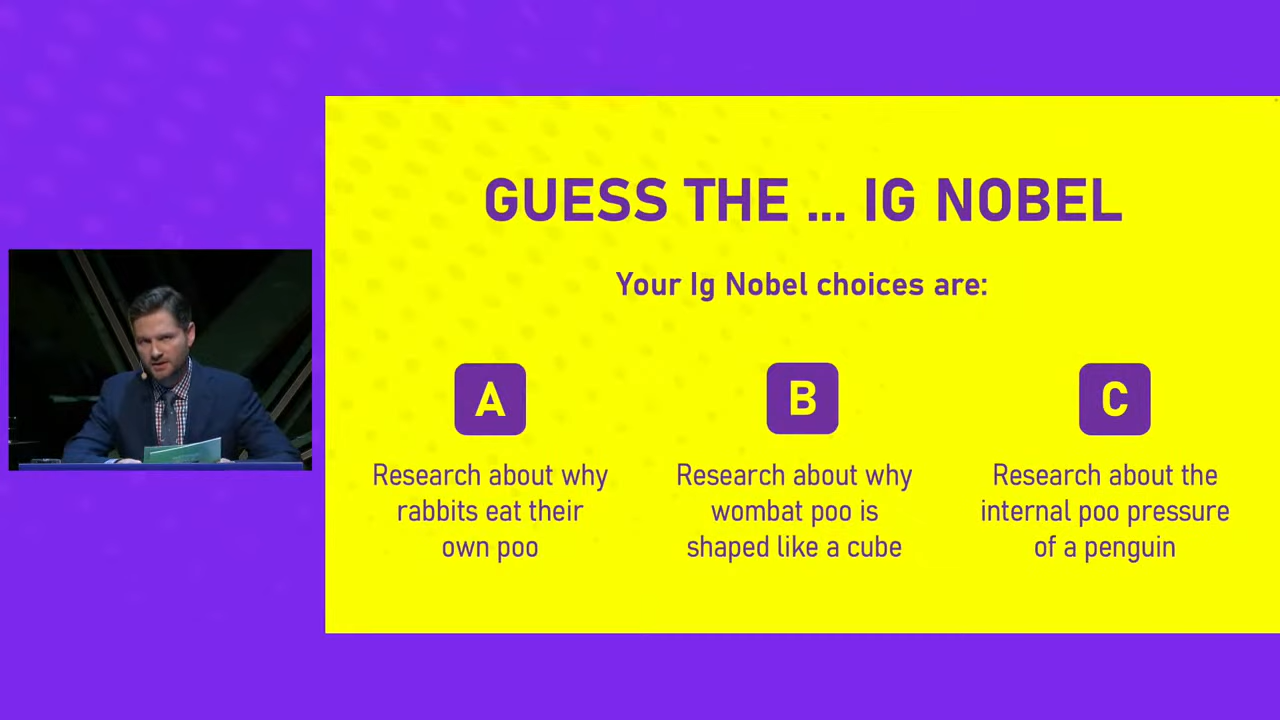 GUESS THE ... IG NOBEL
Your Ig Nobel choices are:
A
Research about why
rabbits eat their
own poo
B
Research about why
wombat poo is
shaped like a cube
C
Research about the
internal poo pressure
of a penguin